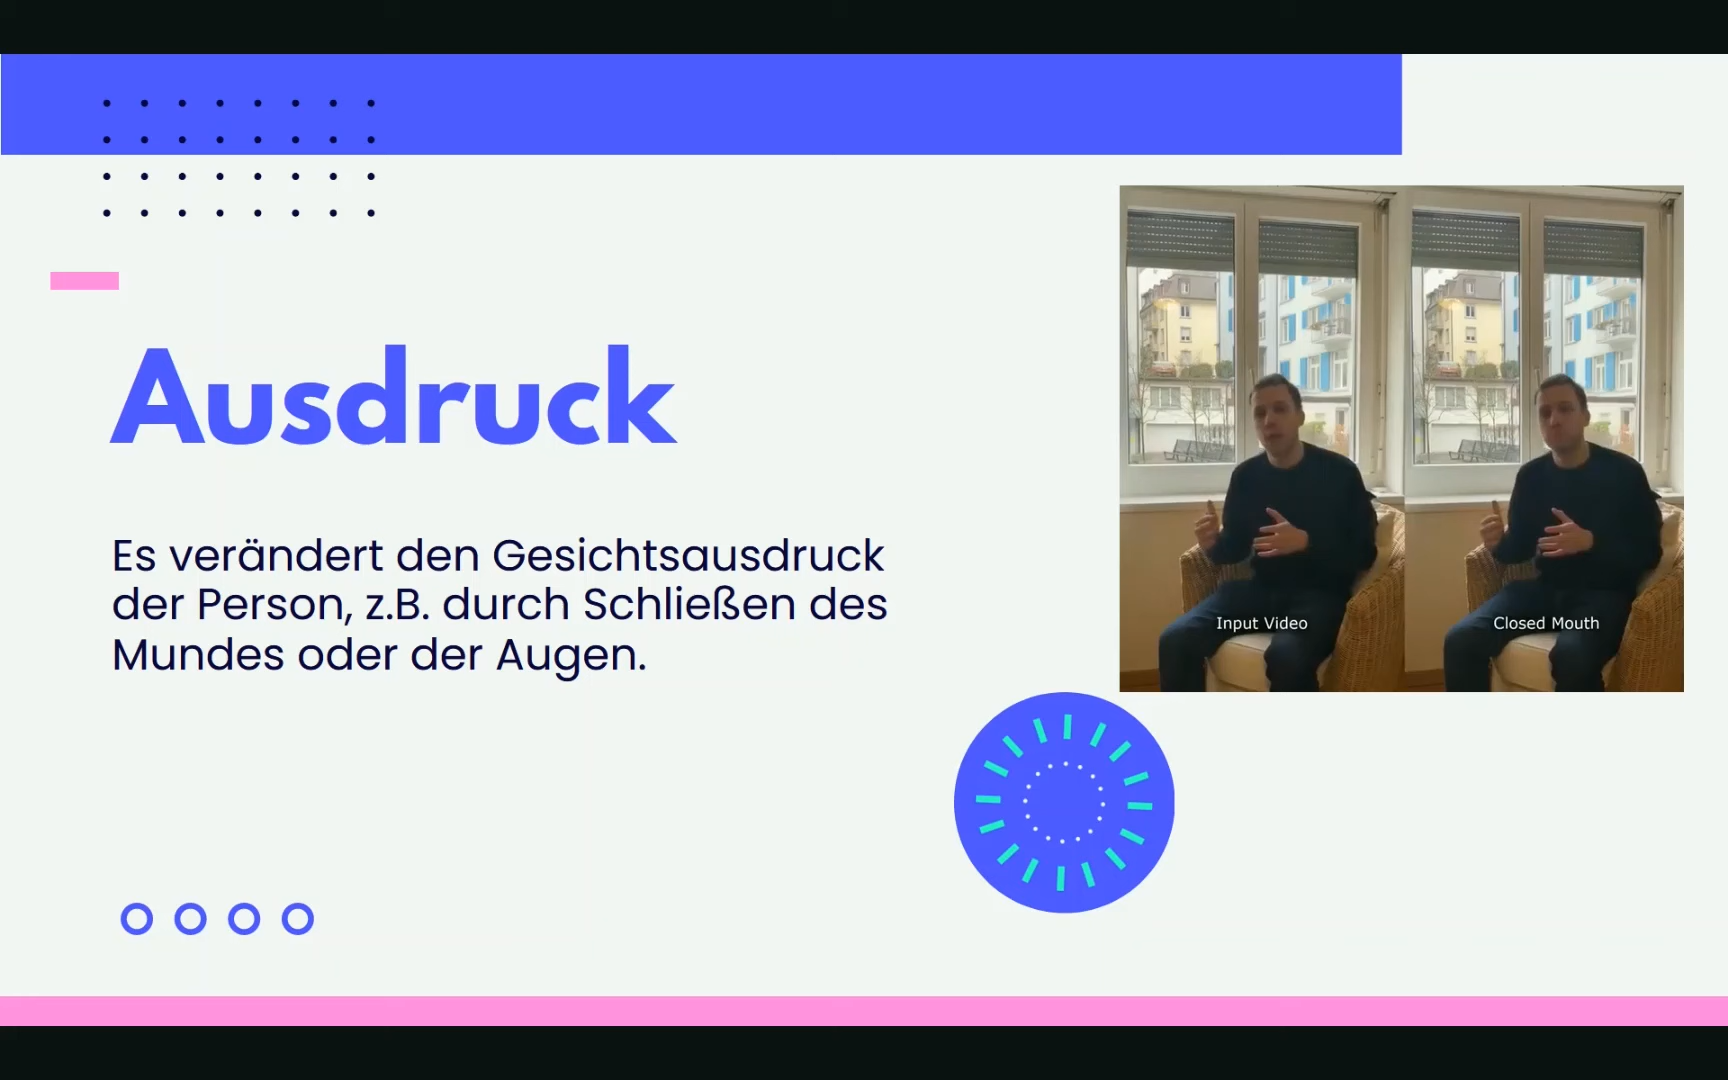 Ausdruck
Es verändert den Gesichtsausdruck
der Person, z.B. durch Schließen des
Mundes oder der Augen.
Input Video
Closed Mouth